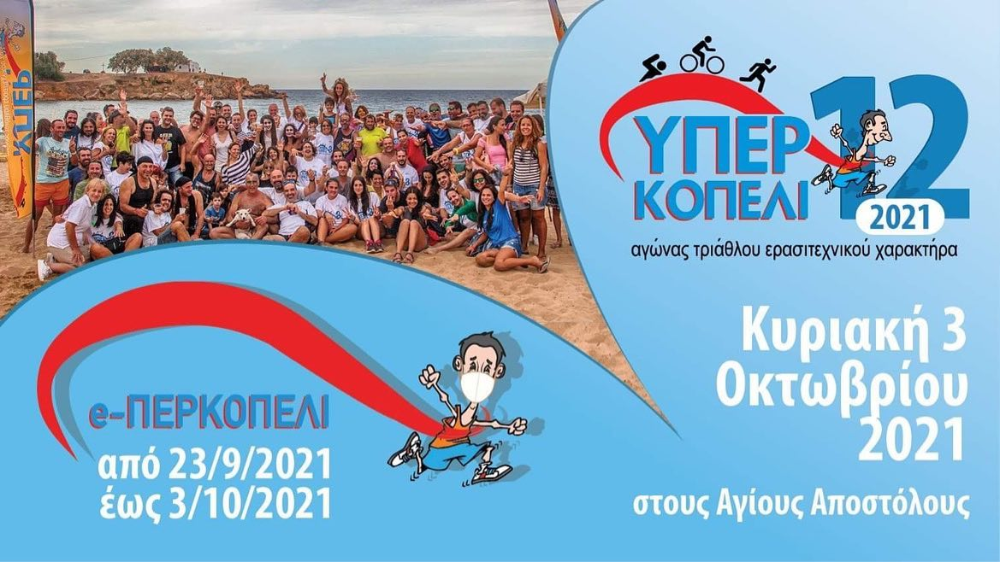 ΥΠΕΡ
ΥΠΕΡ
ΚΟΠΕΛΙ
12
2021
αγώνας τριάθλου ερασιτεχνικού χαρακτήρα
Κυριακή 3
Οκτωβρίου
2021
στους Αγίους Αποστόλους
e-ΠΕΡΚΟΠΕΛΙ
από 23/9/2021
έως 3/10/2021